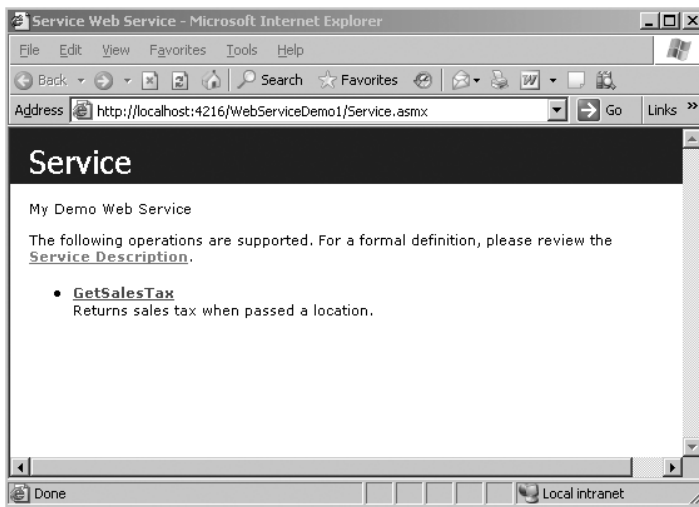 Service Web Service - Microsoft Internet Explorer
File Edit View Favorites Tools Help
Back Search Favorites
Address http://localhost:4216/WebServiceDemo1/Service.asmx Go Links »
Service
My Demo Web Service
The following operations are supported. For a formal definition, please review the
Service Description.
• GetSalesTax
Returns sales tax when passed a location.
Done Local intranet